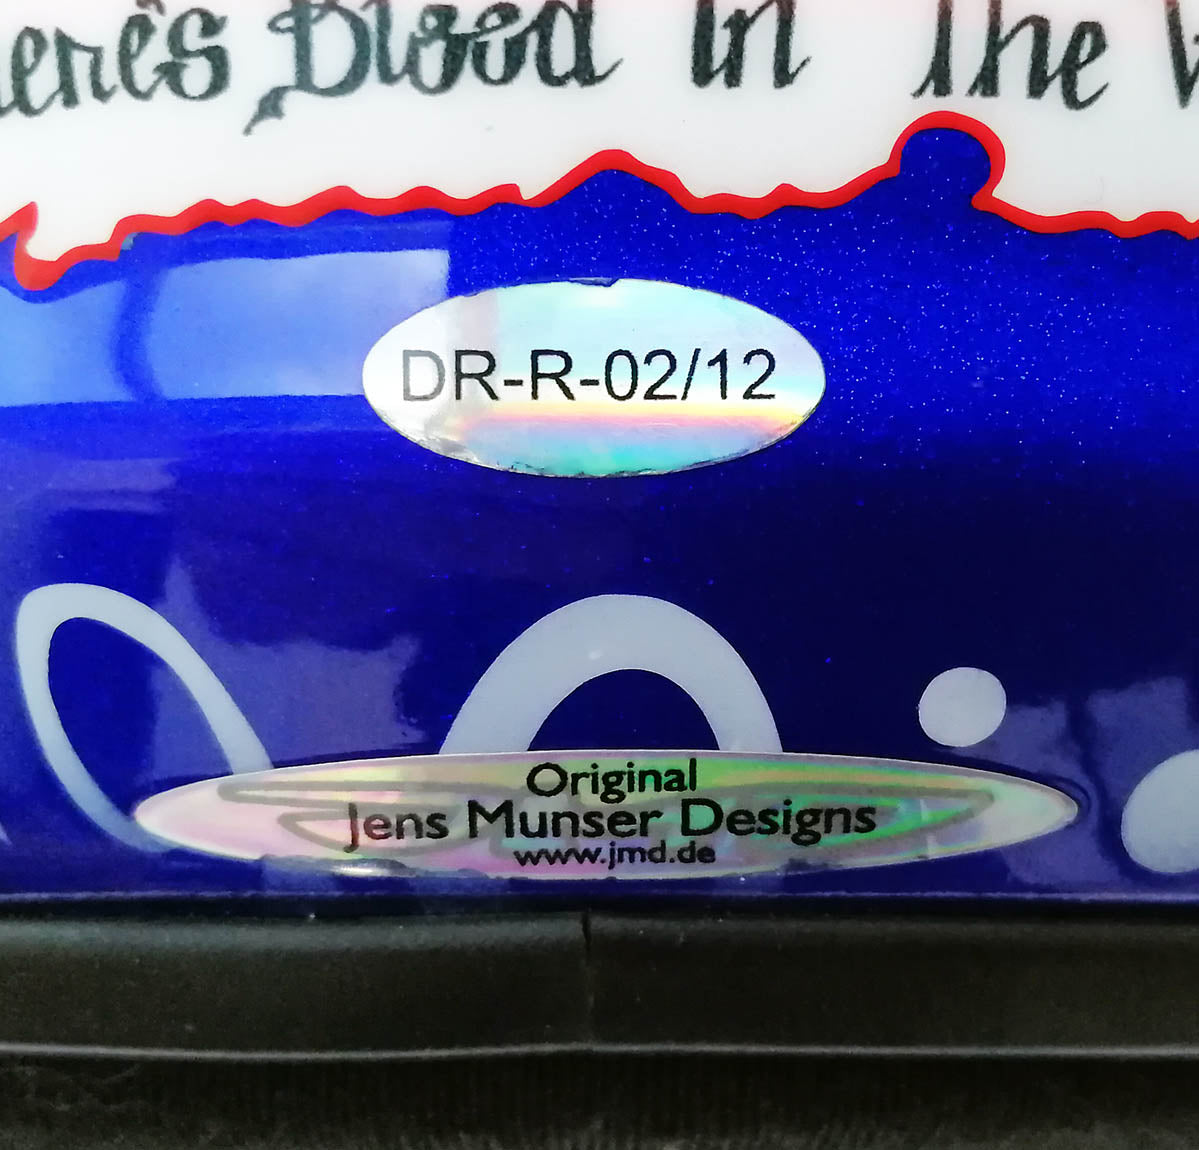 Blood In The
DR-R-02/12
Original
Jens Munser Designs
www.jmd.de